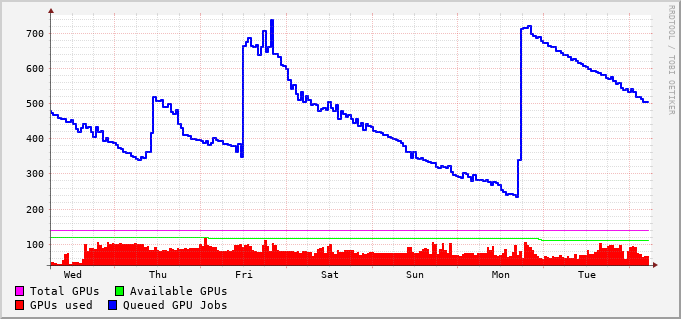 700
600
500
400
300
200
100
Wed Thu Fri Sat Sun Mon Tue
Total GPUs Available GPUs
GPUs used Queued GPU Jobs
RRDTOOL / TOBI OETIKER